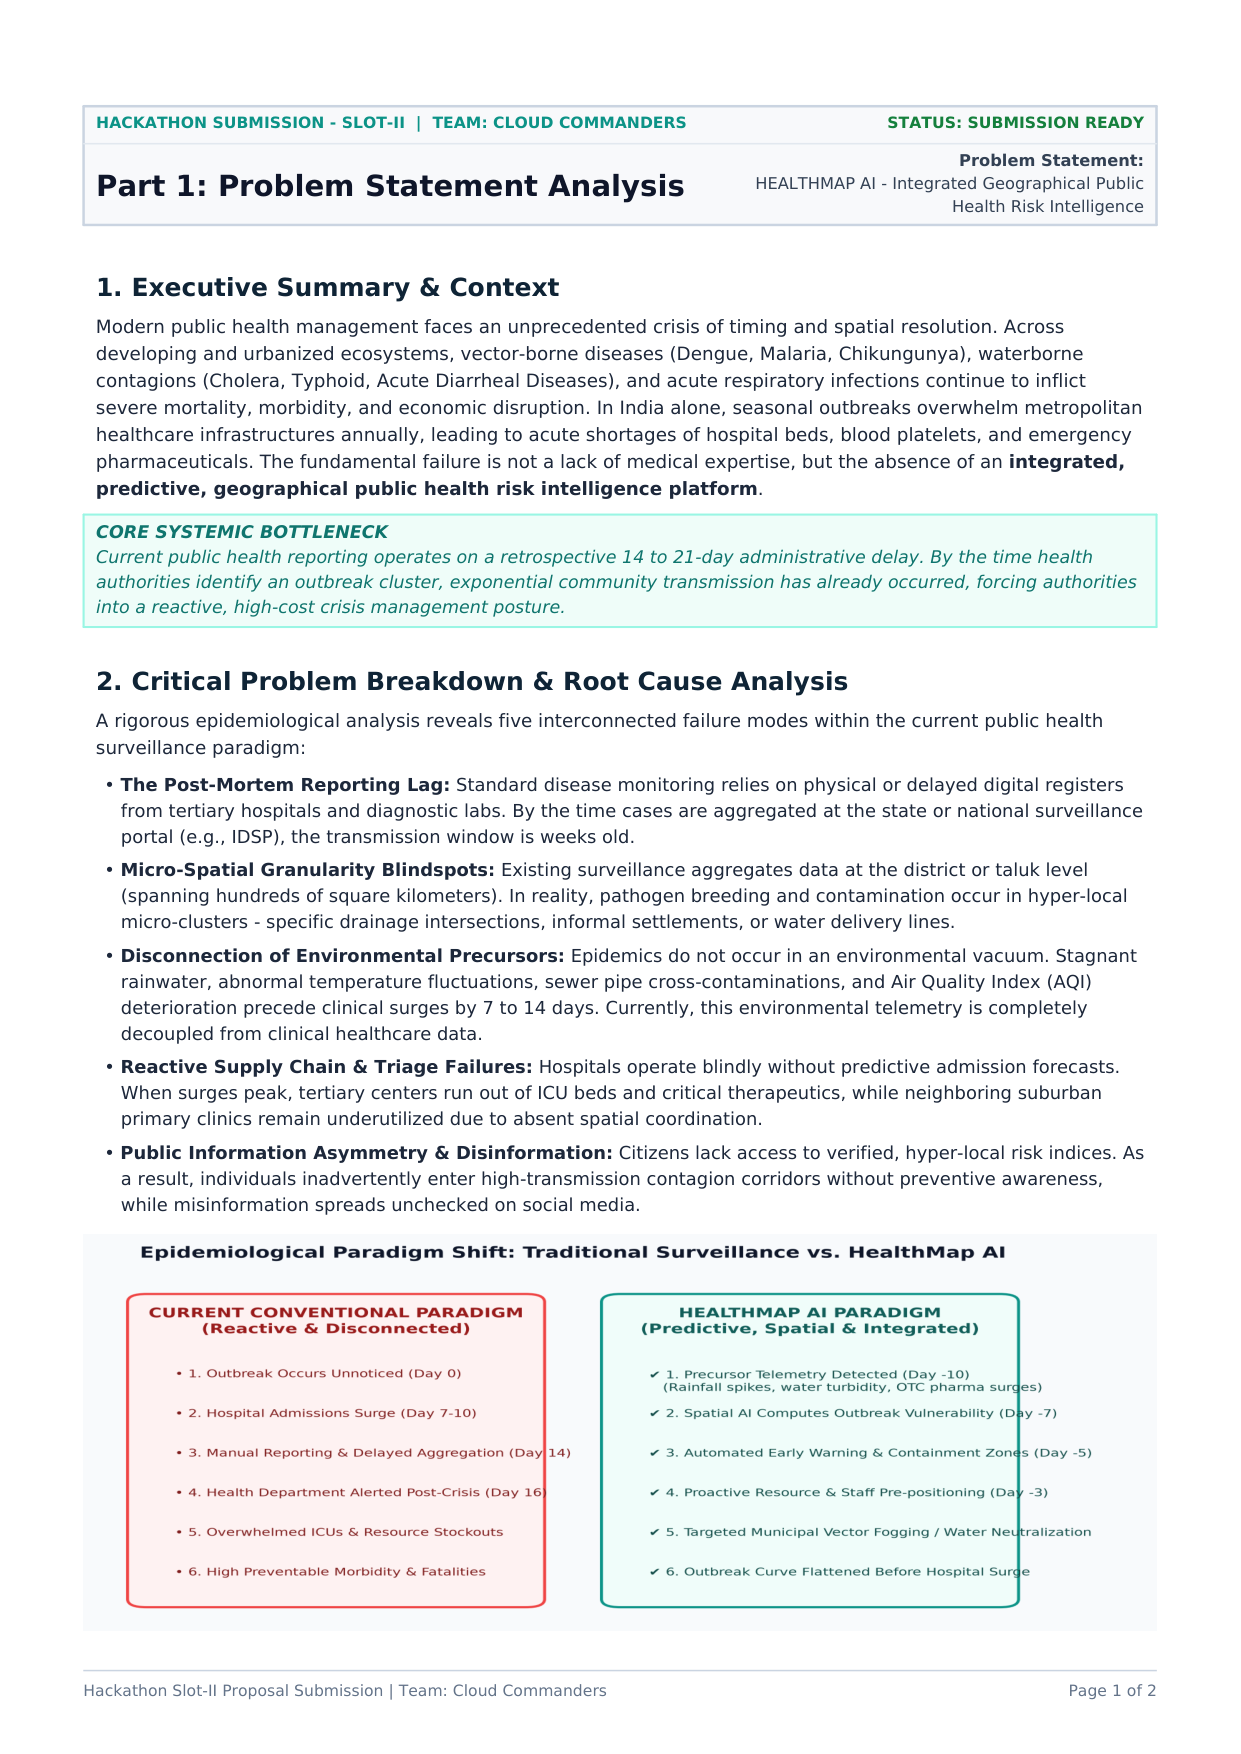 HACKATHON SUBMISSION - SLOT-II | TEAM: CLOUD COMMANDERS
STATUS: SUBMISSION READY
Part 1: Problem Statement Analysis
Problem Statement:
HEALTHMAP AI - Integrated Geographical Public
Health Risk Intelligence
1. Executive Summary & Context
Modern public health management faces an unprecedented crisis of timing and spatial resolution. Across
developing and urbanized ecosystems, vector-borne diseases (Dengue, Malaria, Chikungunya), waterborne
contagions (Cholera, Typhoid, Acute Diarrheal Diseases), and acute respiratory infections continue to inflict
severe mortality, morbidity, and economic disruption. In India alone, seasonal outbreaks overwhelm metropolitan
healthcare infrastructures annually, leading to acute shortages of hospital beds, blood platelets, and emergency
pharmaceuticals. The fundamental failure is not a lack of medical expertise, but the absence of an integrated,
predictive, geographical public health risk intelligence platform.
CORE SYSTEMIC BOTTLENECK
Current public health reporting operates on a retrospective 14 to 21-day administrative delay. By the time health
authorities identify an outbreak cluster, exponential community transmission has already occurred, forcing authorities
into a reactive, high-cost crisis management posture.
2. Critical Problem Breakdown & Root Cause Analysis
A rigorous epidemiological analysis reveals five interconnected failure modes within the current public health
surveillance paradigm:
• The Post-Mortem Reporting Lag: Standard disease monitoring relies on physical or delayed digital registers
from tertiary hospitals and diagnostic labs. By the time cases are aggregated at the state or national surveillance
portal (e.g., IDSP), the transmission window is weeks old.
• Micro-Spatial Granularity Blindspots: Existing surveillance aggregates data at the district or taluk level
(spanning hundreds of square kilometers). In reality, pathogen breeding and contamination occur in hyper-local
micro-clusters - specific drainage intersections, informal settlements, or water delivery lines.
• Disconnection of Environmental Precursors: Epidemics do not occur in an environmental vacuum. Stagnant
rainwater, abnormal temperature fluctuations, sewer pipe cross-contaminations, and Air Quality Index (AQI)
deterioration precede clinical surges by 7 to 14 days. Currently, this environmental telemetry is completely
decoupled from clinical healthcare data.
• Reactive Supply Chain & Triage Failures: Hospitals operate blindly without predictive admission forecasts.
When surges peak, tertiary centers run out of ICU beds and critical therapeutics, while neighboring suburban
primary clinics remain underutilized due to absent spatial coordination.
• Public Information Asymmetry & Disinformation: Citizens lack access to verified, hyper-local risk indices. As
a result, individuals inadvertently enter high-transmission contagion corridors without preventive awareness,
while misinformation spreads unchecked on social media.
Epidemiological Paradigm Shift: Traditional Surveillance vs. HealthMap AI
CURRENT CONVENTIONAL PARADIGM
(Reactive & Disconnected)
• 1. Outbreak Occurs Unnoticed (Day 0)
• 2. Hospital Admissions Surge (Day 7-10)
• 3. Manual Reporting & Delayed Aggregation (Day 14)
• 4. Health Department Alerted Post-Crisis (Day 16)
• 5. Overwhelmed ICUs & Resource Stockouts
• 6. High Preventable Morbidity & Fatalities
HEALTHMAP AI PARADIGM
(Predictive, Spatial & Integrated)
✔ 1. Precursor Telemetry Detected (Day -10)
(Rainfall spikes, water turbidity, OTC pharma surges)
✔ 2. Spatial AI Computes Outbreak Vulnerability (Day -7)
✔ 3. Automated Early Warning & Containment Zones (Day -5)
✔ 4. Proactive Resource & Staff Pre-positioning (Day -3)
✔ 5. Targeted Municipal Vector Fogging / Water Neutralization
✔ 6. Outbreak Curve Flattened Before Hospital Surge
Hackathon Slot-II Proposal Submission | Team: Cloud Commanders
Page 1 of 2